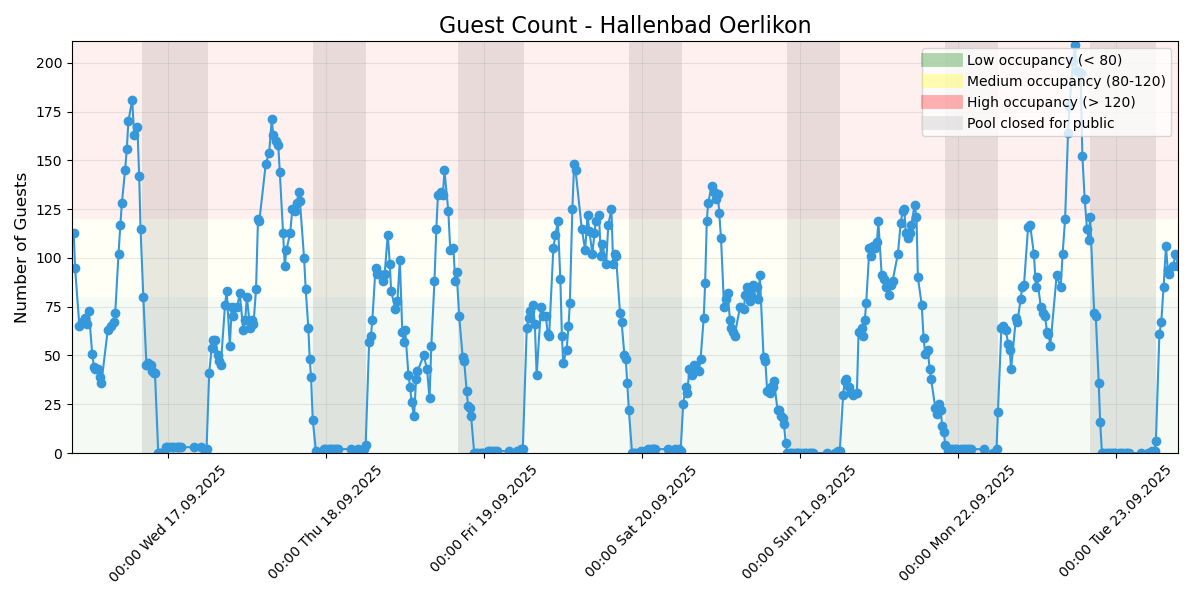 Guest Count - Hallenbad Oerlikon
Number of Guests
200
175
150
125
100
75
50
25
0
Low occupancy (< 80)
Medium occupancy (80-120)
High occupancy (> 120)
Pool closed for public
00:00 Wed 17.09.2025
00:00 Thu 18.09.2025
00:00 Fri 19.09.2025
00:00 Sat 20.09.2025
00:00 Sun 21.09.2025
00:00 Mon 22.09.2025
00:00 Tue 23.09.2025